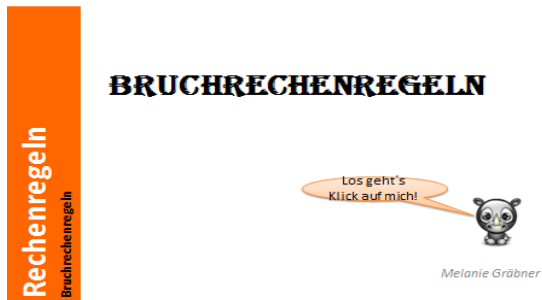 Rechenregeln
Bruchrechenregeln
BRUCHRECHENREGELN
Los geht´s
Klick auf mich!
Melanie Gräbner